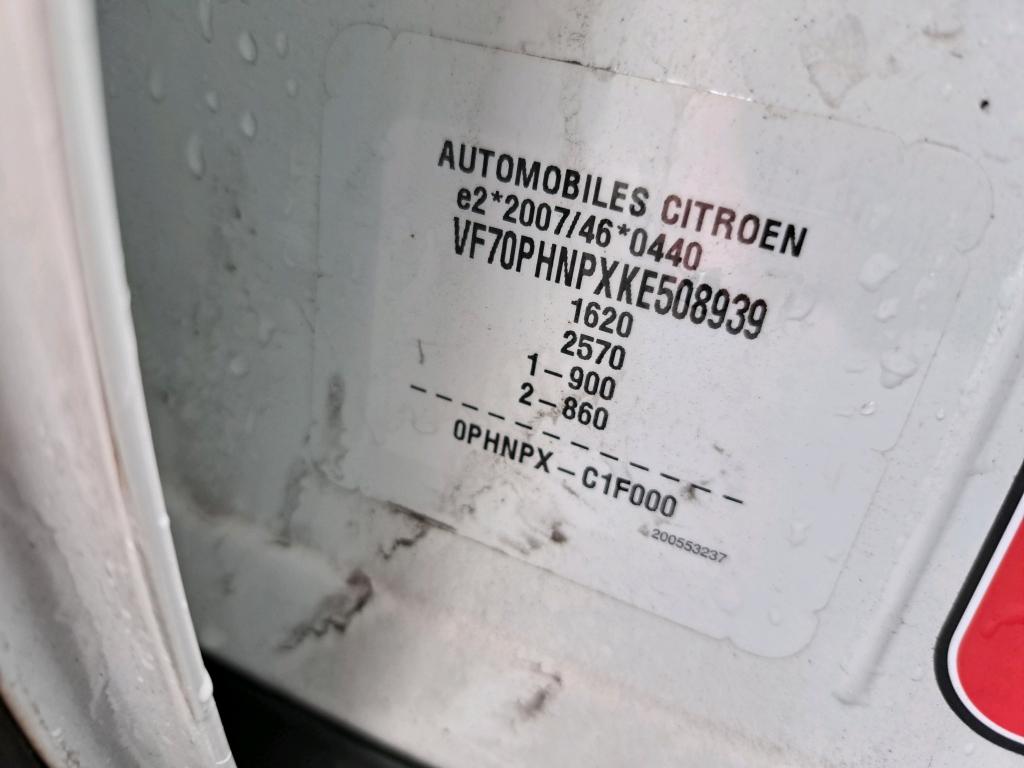 AUTOMOBILES CITROEN
e2*2007/46*0440
VF70PHNPXKE508939
1620
2570
1-900
2-860
- - - - - - - - - - - - -
0PHNPX-C1F000
200553237